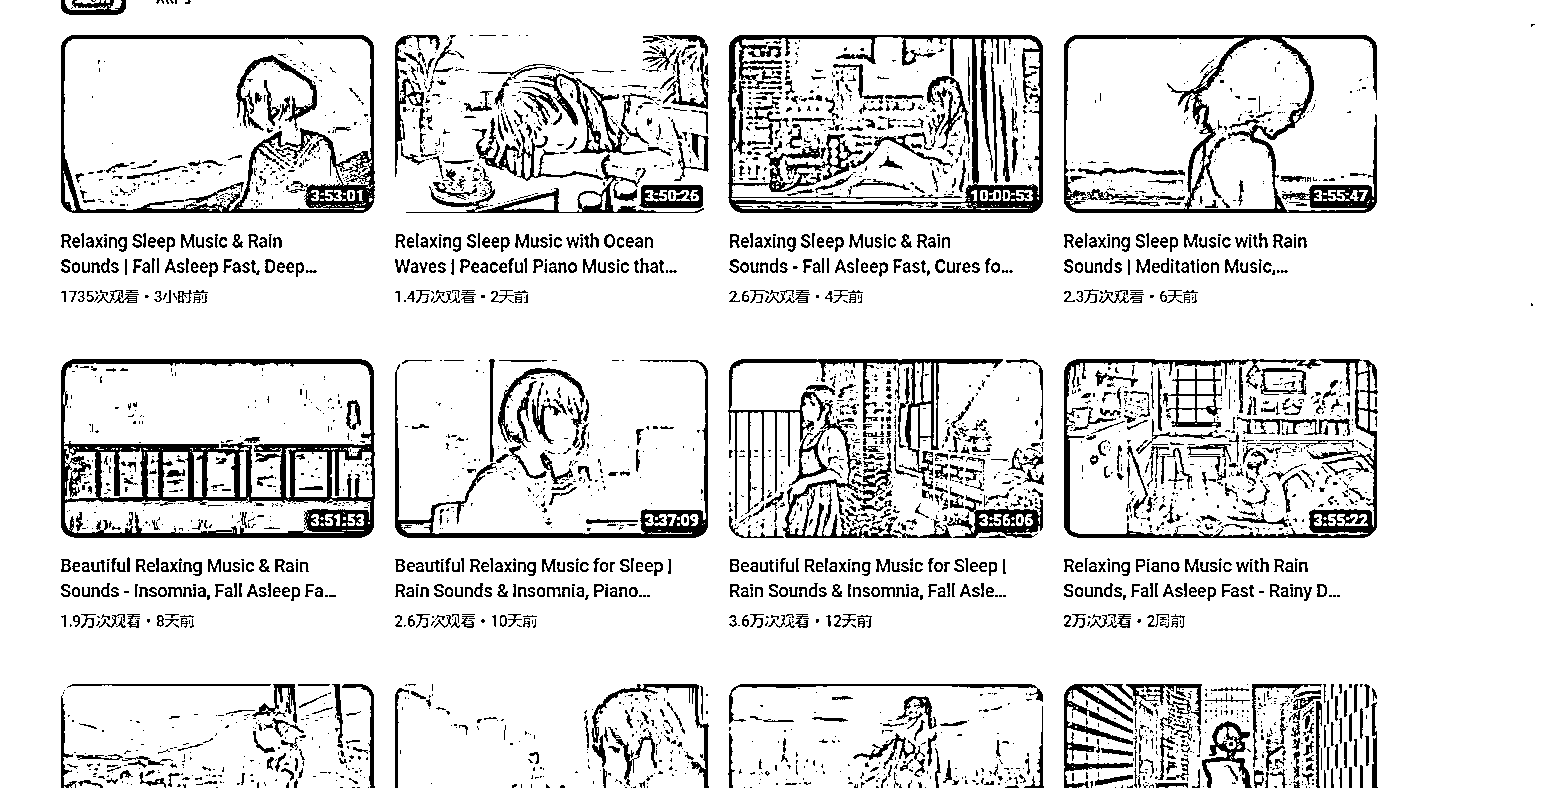 3:53:01
3:50:26
10:00:53
3:55:47
Relaxing Sleep Music & Rain
Sounds | Fall Asleep Fast, Deep...
1735次观看 • 3小时前
Relaxing Sleep Music with Ocean
Waves | Peaceful Piano Music that...
1.4万次观看 • 2天前
Relaxing Sleep Music & Rain
Sounds - Fall Asleep Fast, Cures fo...
2.6万次观看 • 4天前
Relaxing Sleep Music with Rain
Sounds | Meditation Music,...
2.3万次观看 • 6天前
3:51:53
3:37:09
3:56:06
3:55:22
Beautiful Relaxing Music & Rain
Sounds - Insomnia, Fall Asleep Fa...
1.9万次观看 • 8天前
Beautiful Relaxing Music for Sleep |
Rain Sounds & Insomnia, Piano...
2.6万次观看 • 10天前
Beautiful Relaxing Music for Sleep |
Rain Sounds & Insomnia, Fall Asle...
3.6万次观看 • 12天前
Relaxing Piano Music with Rain
Sounds, Fall Asleep Fast - Rainy D...
2万次观看 • 2周前